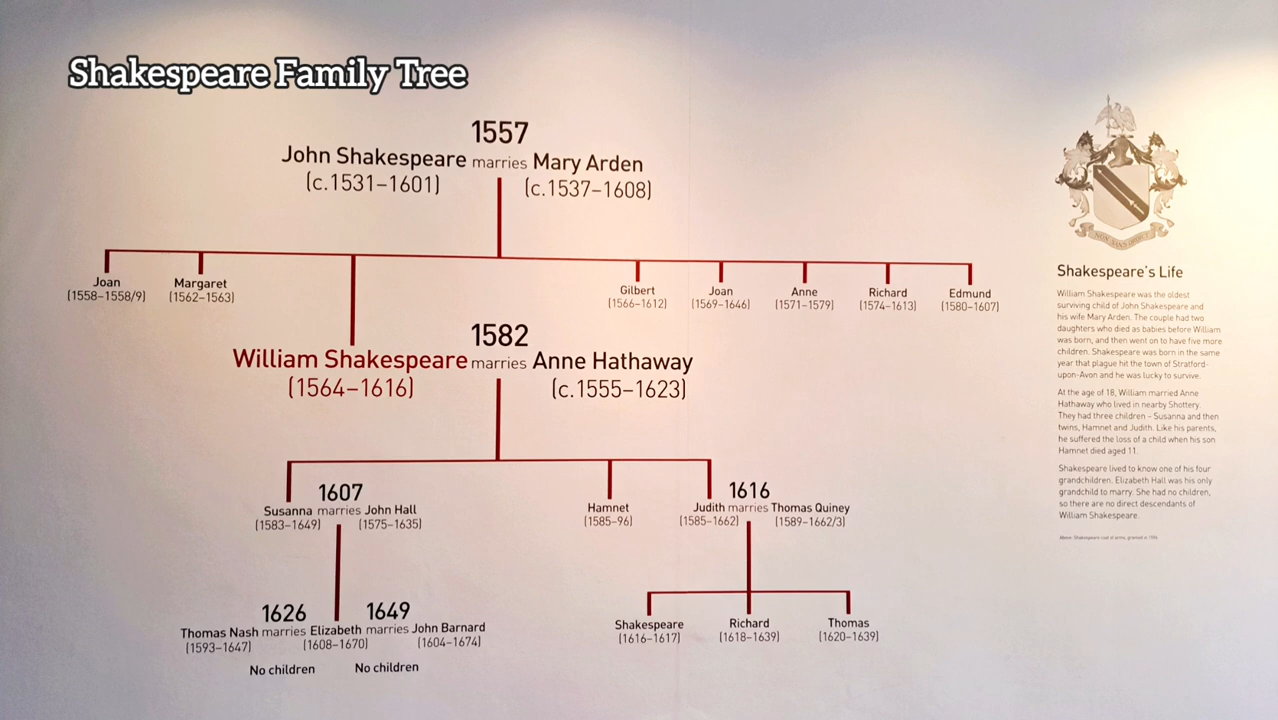 Shakespeare Family Tree
1557
John Shakespeare marries Mary Arden
(c.1531–1601) (c.1537–1608)
Joan Margaret Gilbert Joan Anne Richard Edmund
(1558–1558/9) (1562–1563) (1566–1612) (1569–1646) (1571–1579) (1574–1613) (1580–1607)
1582
William Shakespeare marries Anne Hathaway
(1564–1616) (c.1555–1623)
1607 1616
Susanna marries John Hall Hamnet Judith marries Thomas Quiney
(1583–1649) (1575–1635) (1585–96) (1585–1662) (1589–1662/3)
1626 1649
Thomas Nash marries Elizabeth marries John Barnard
(1593–1647) (1608–1670) (1604–1674)
No children No children
Shakespeare Richard Thomas
(1616–1617) (1618–1639) (1620–1639)
NON SANZ DROICT
Shakespeare's Life
William Shakespeare was the oldest
surviving child of John Shakespeare and
his wife Mary Arden. The couple had two
daughters who died as babies before William
was born, and then went on to have five more
children. Shakespeare was born in the same
year that plague hit the town of Stratford-
upon-Avon and he was lucky to survive.
At the age of 18, William married Anne
Hathaway who lived in nearby Shottery.
They had three children – Susanna and then
twins, Hamnet and Judith. Like his parents,
he suffered the loss of a child when his son
Hamnet died aged 11.
Shakespeare lived to know one of his four
grandchildren. Elizabeth Hall was his only
grandchild to marry. She had no children,
so there are no direct descendants of
William Shakespeare.
Above: Shakespeare coat of arms, granted in 1596